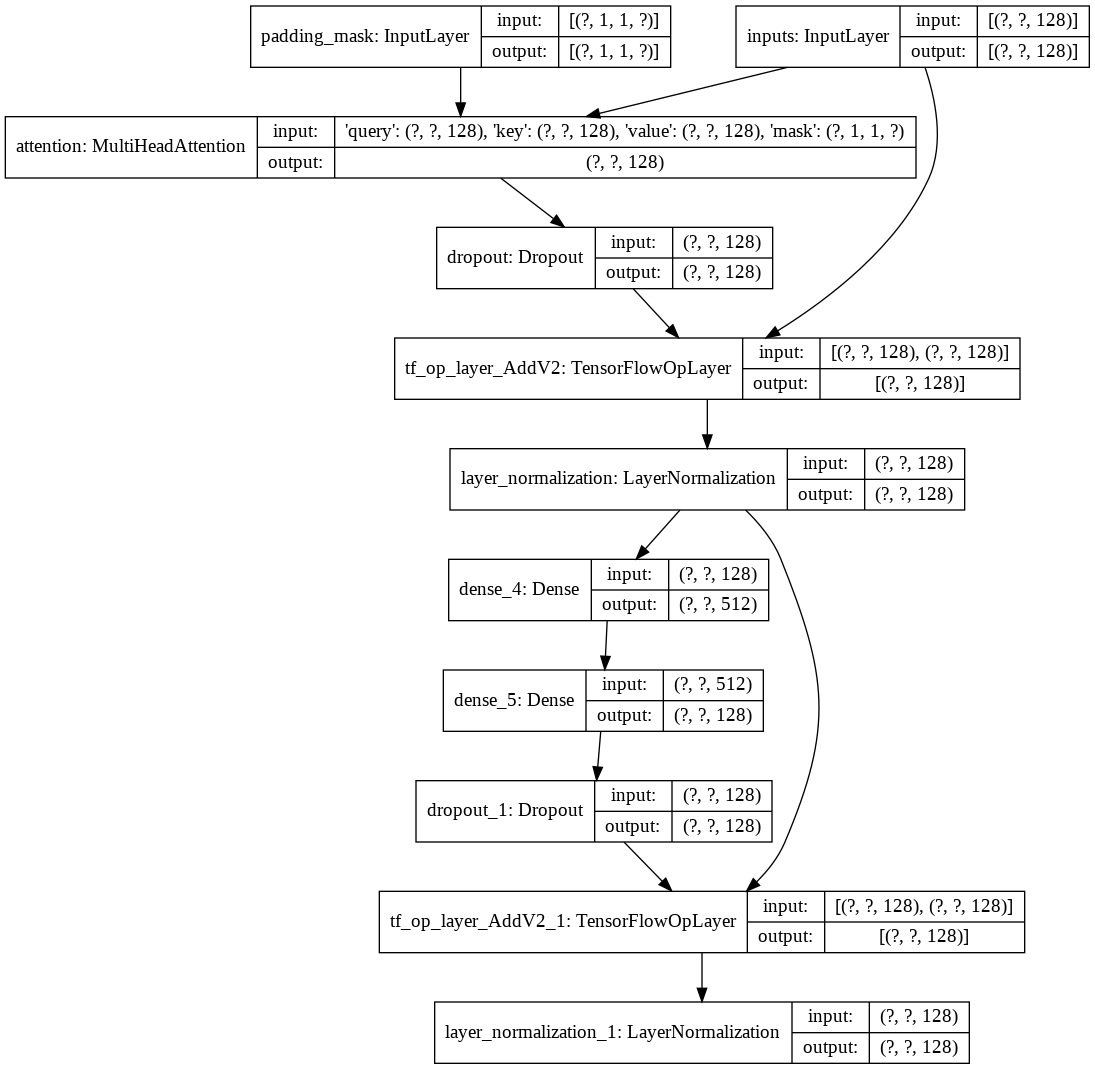 padding_mask: InputLayer
input: [(?, 1, 1, ?)]
output: [(?, 1, 1, ?)]
inputs: InputLayer
input: [(?, ?, 128)]
output: [(?, ?, 128)]
attention: MultiHeadAttention
input: 'query': (?, ?, 128), 'key': (?, ?, 128), 'value': (?, ?, 128), 'mask': (?, 1, 1, ?)
output: (?, ?, 128)
dropout: Dropout
input: (?, ?, 128)
output: (?, ?, 128)
tf_op_layer_AddV2: TensorFlowOpLayer
input: [(?, ?, 128), (?, ?, 128)]
output: [(?, ?, 128)]
layer_normalization: LayerNormalization
input: (?, ?, 128)
output: (?, ?, 128)
dense_4: Dense
input: (?, ?, 128)
output: (?, ?, 512)
dense_5: Dense
input: (?, ?, 512)
output: (?, ?, 128)
dropout_1: Dropout
input: (?, ?, 128)
output: (?, ?, 128)
tf_op_layer_AddV2_1: TensorFlowOpLayer
input: [(?, ?, 128), (?, ?, 128)]
output: [(?, ?, 128)]
layer_normalization_1: LayerNormalization
input: (?, ?, 128)
output: (?, ?, 128)